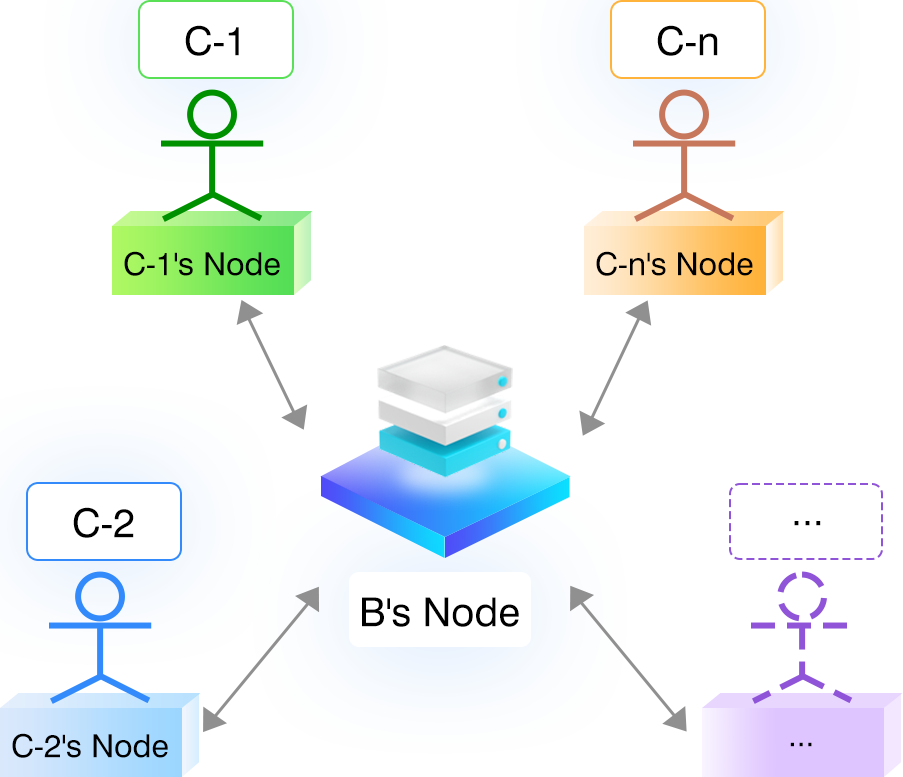 C-1
C-n
C-1's Node
C-n's Node
C-2
...
B's Node
C-2's Node
...